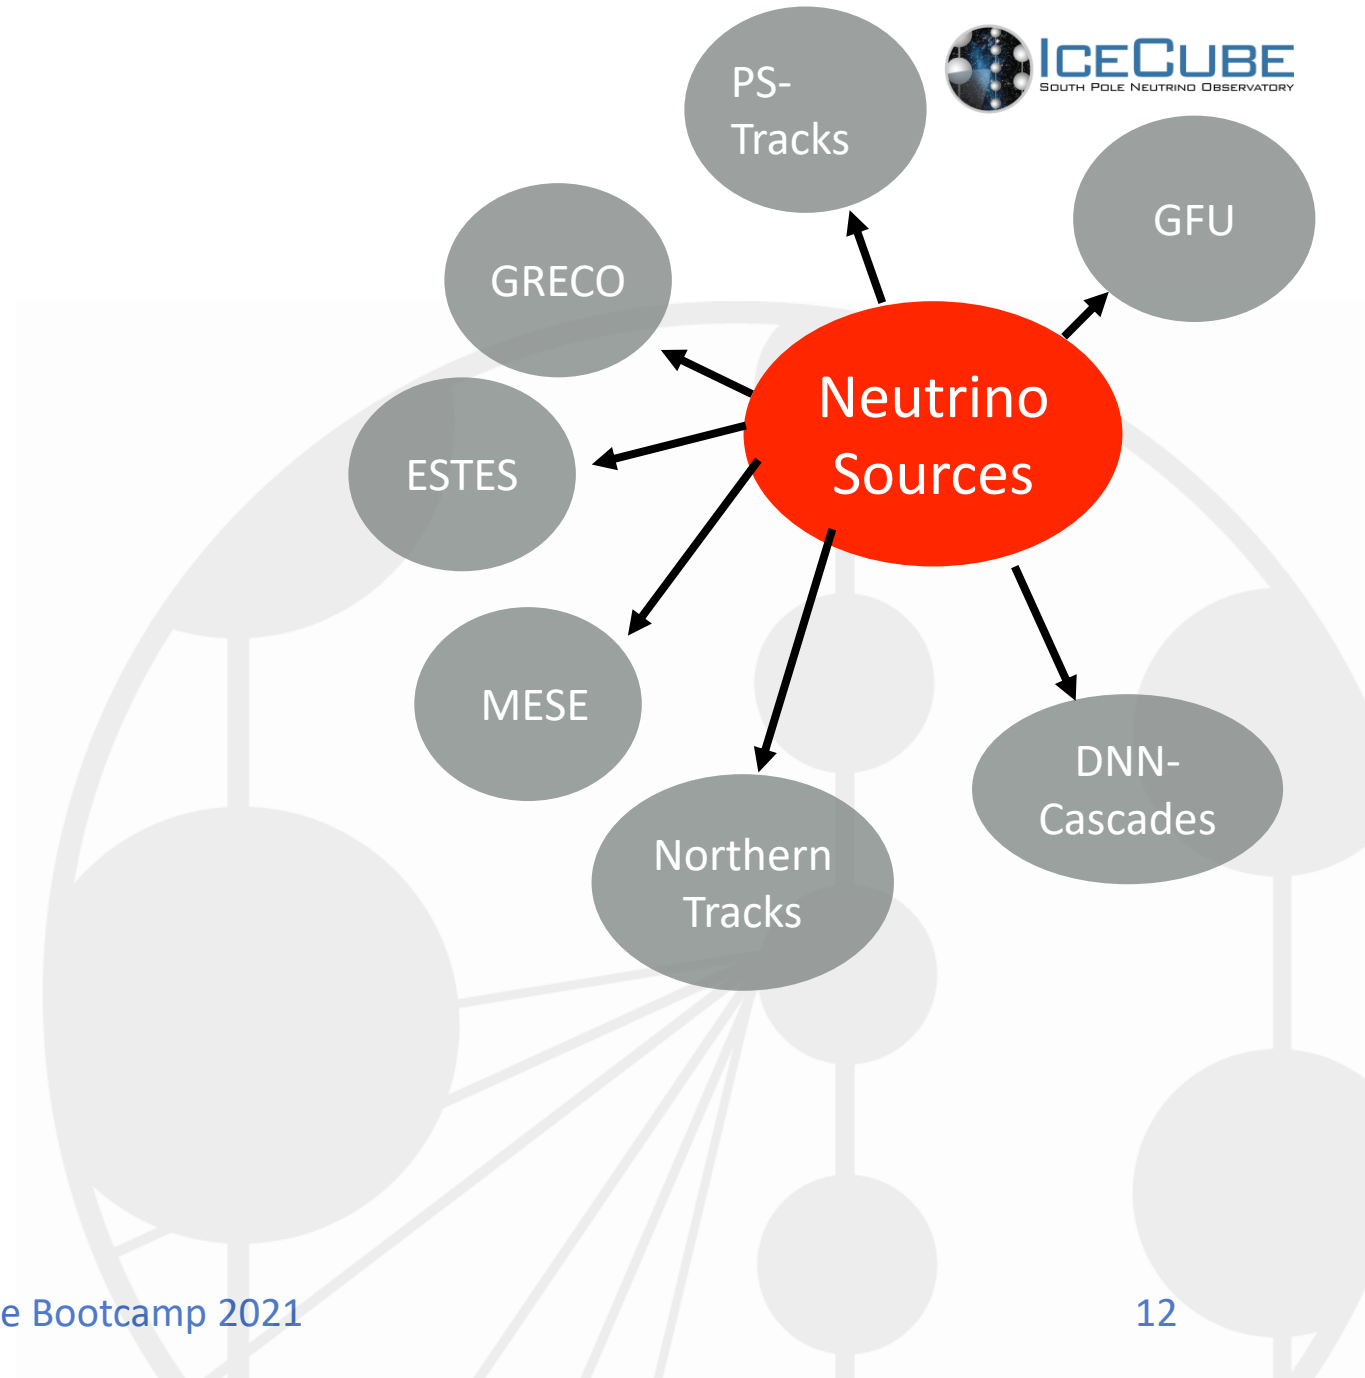 PS-
Tracks
ICECUBE
SOUTH POLE NEUTRINO OBSERVATORY
GFU
GRECO
Neutrino
Sources
ESTES
MESE
DNN-
Cascades
Northern
Tracks
e Bootcamp 2021
12